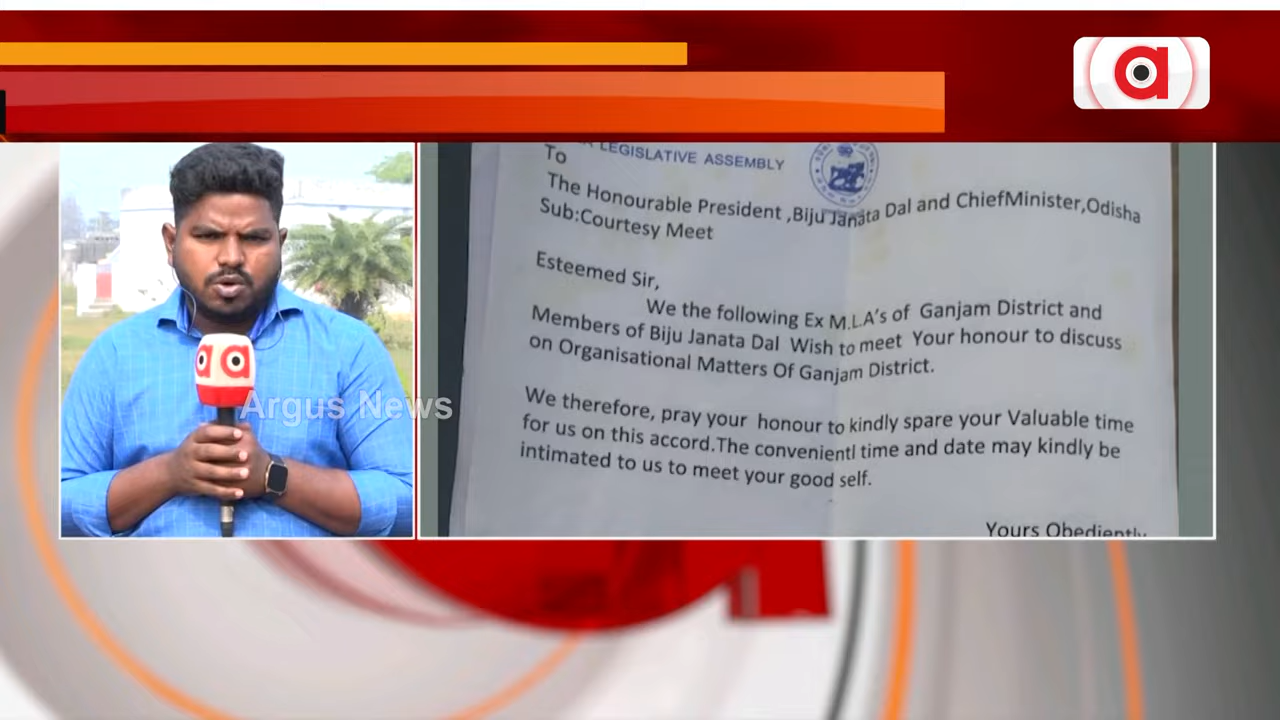 LEGISLATIVE ASSEMBLY
To
The Honourable President ,Biju Janata Dal and ChiefMinister,Odisha
Sub:Courtesy Meet
Esteemed Sir,
We the following Ex M.L.A's of Ganjam District and
Members of Biju Janata Dal Wish to meet Your honour to discuss
on Organisational Matters Of Ganjam District.
We therefore, pray your honour to kindly spare your Valuable time
for us on this accord.The convenientl time and date may kindly be
intimated to us to meet your good self.
Yours Obediently
Argus News